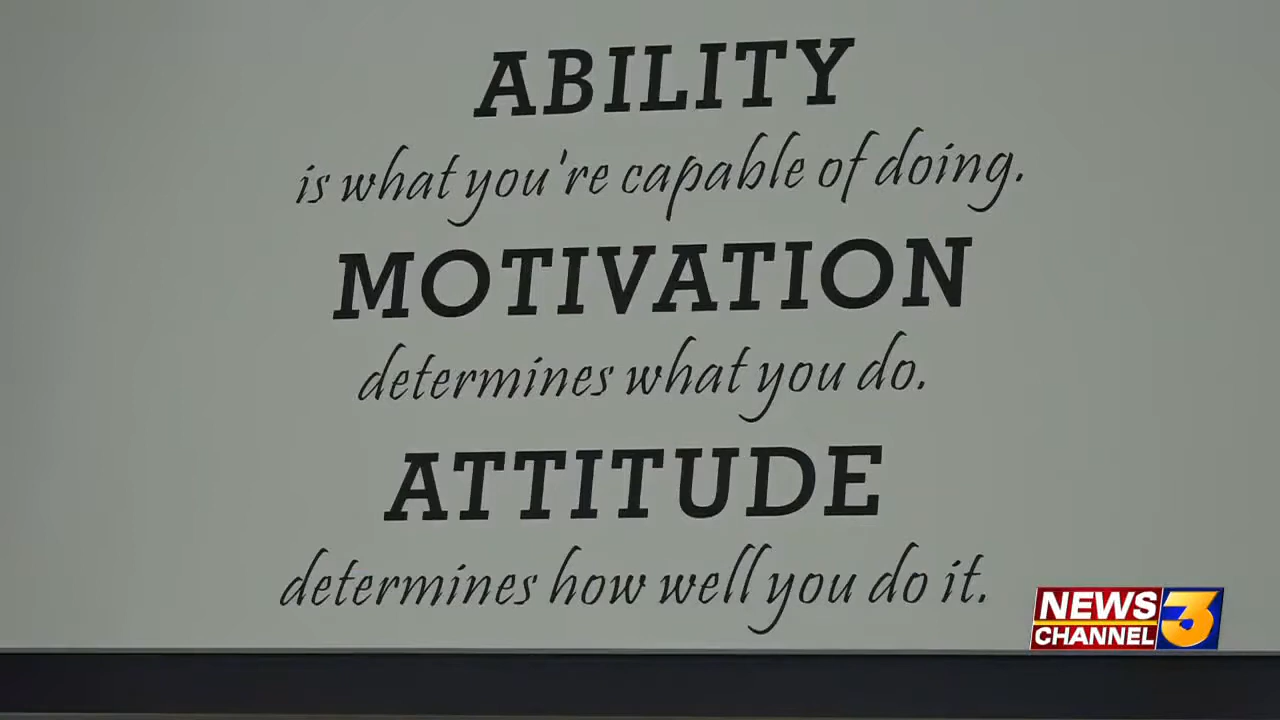 ABILITY
is what you're capable of doing.
MOTIVATION
determines what you do.
ATTITUDE
determines how well you do it.
NEWS
CHANNEL 3